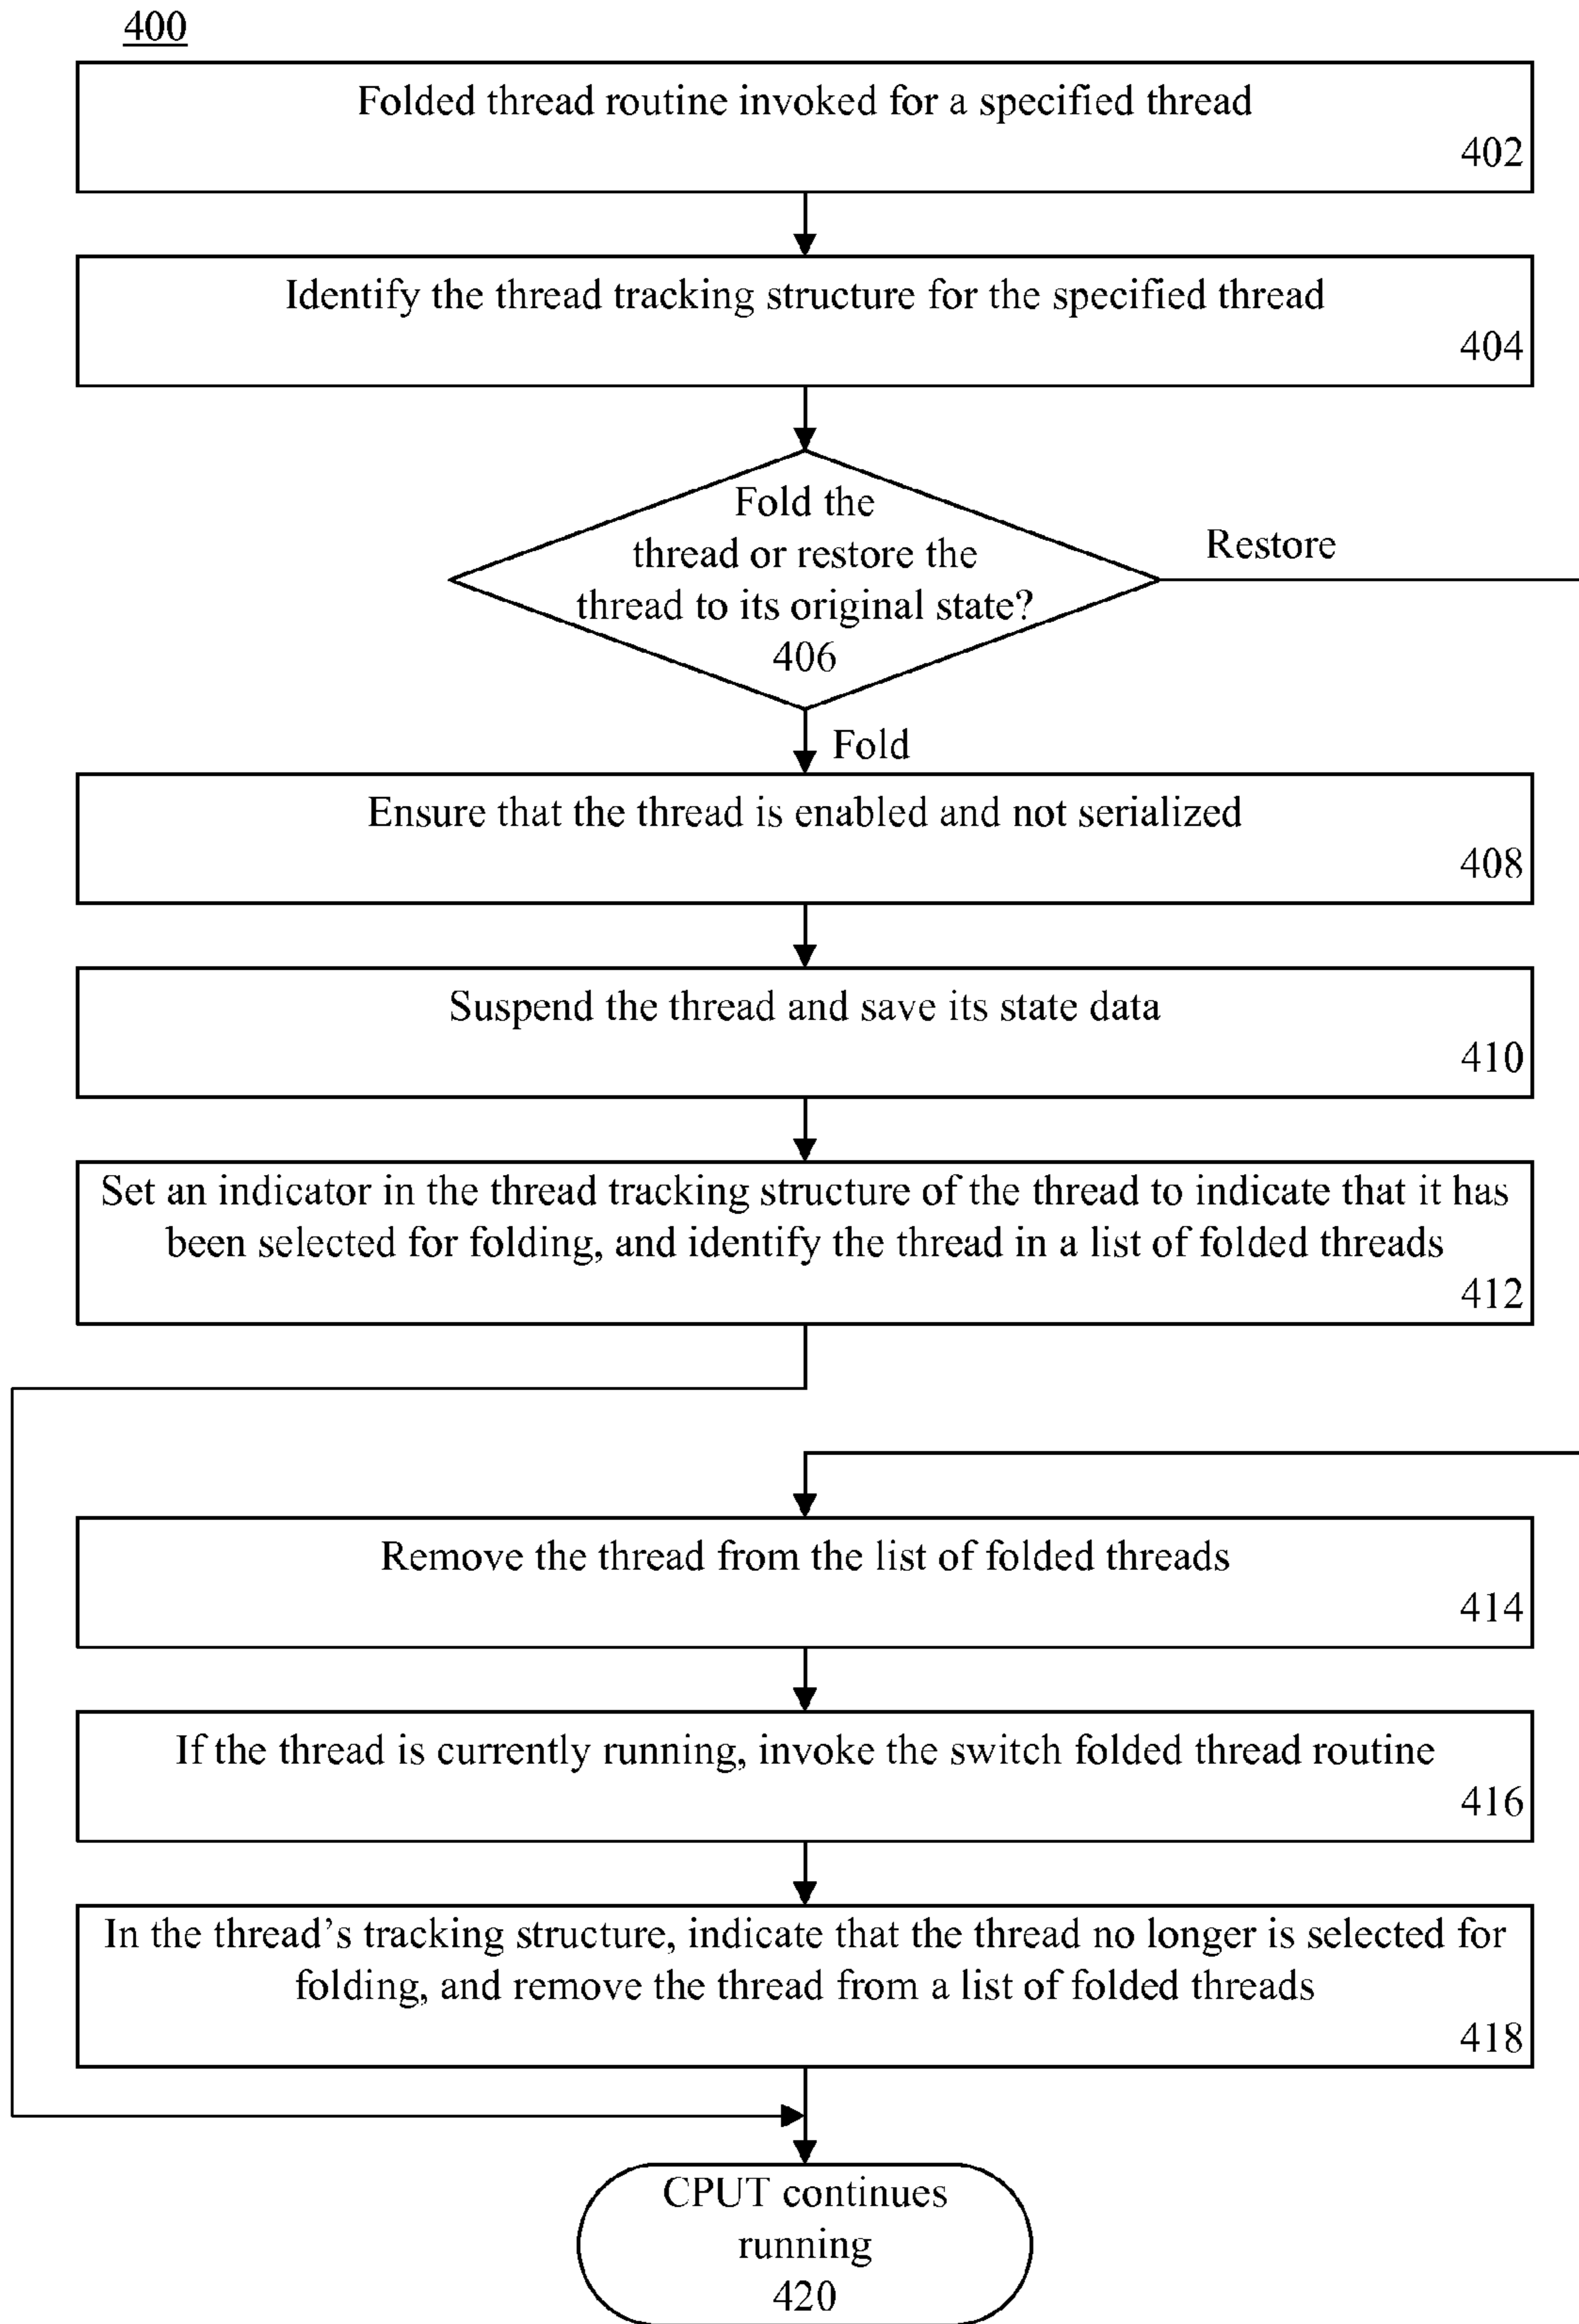 400
Folded thread routine invoked for a specified thread
402
Identify the thread tracking structure for the specified thread
404
Fold the
thread or restore the
thread to its original state?
406
Restore
Fold
Ensure that the thread is enabled and not serialized
408
Suspend the thread and save its state data
410
Set an indicator in the thread tracking structure of the thread to indicate that it has
been selected for folding, and identify the thread in a list of folded threads
412
Remove the thread from the list of folded threads
414
If the thread is currently running, invoke the switch folded thread routine
416
In the thread’s tracking structure, indicate that the thread no longer is selected for
folding, and remove the thread from a list of folded threads
418
CPUT continues
running
420